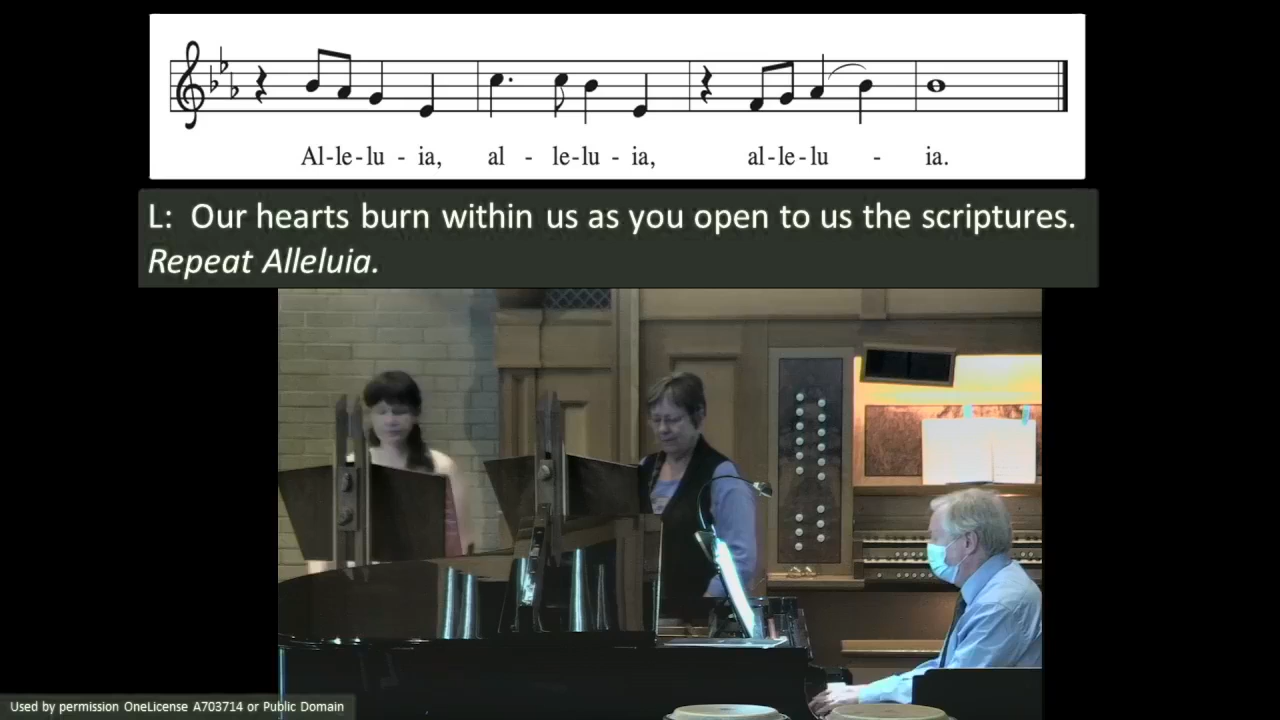 Al-le-lu - ia, al - le-lu - ia, al-le-lu - ia.
L: Our hearts burn within us as you open to us the scriptures.
Repeat Alleluia.
Used by permission OneLicense A703714 or Public Domain